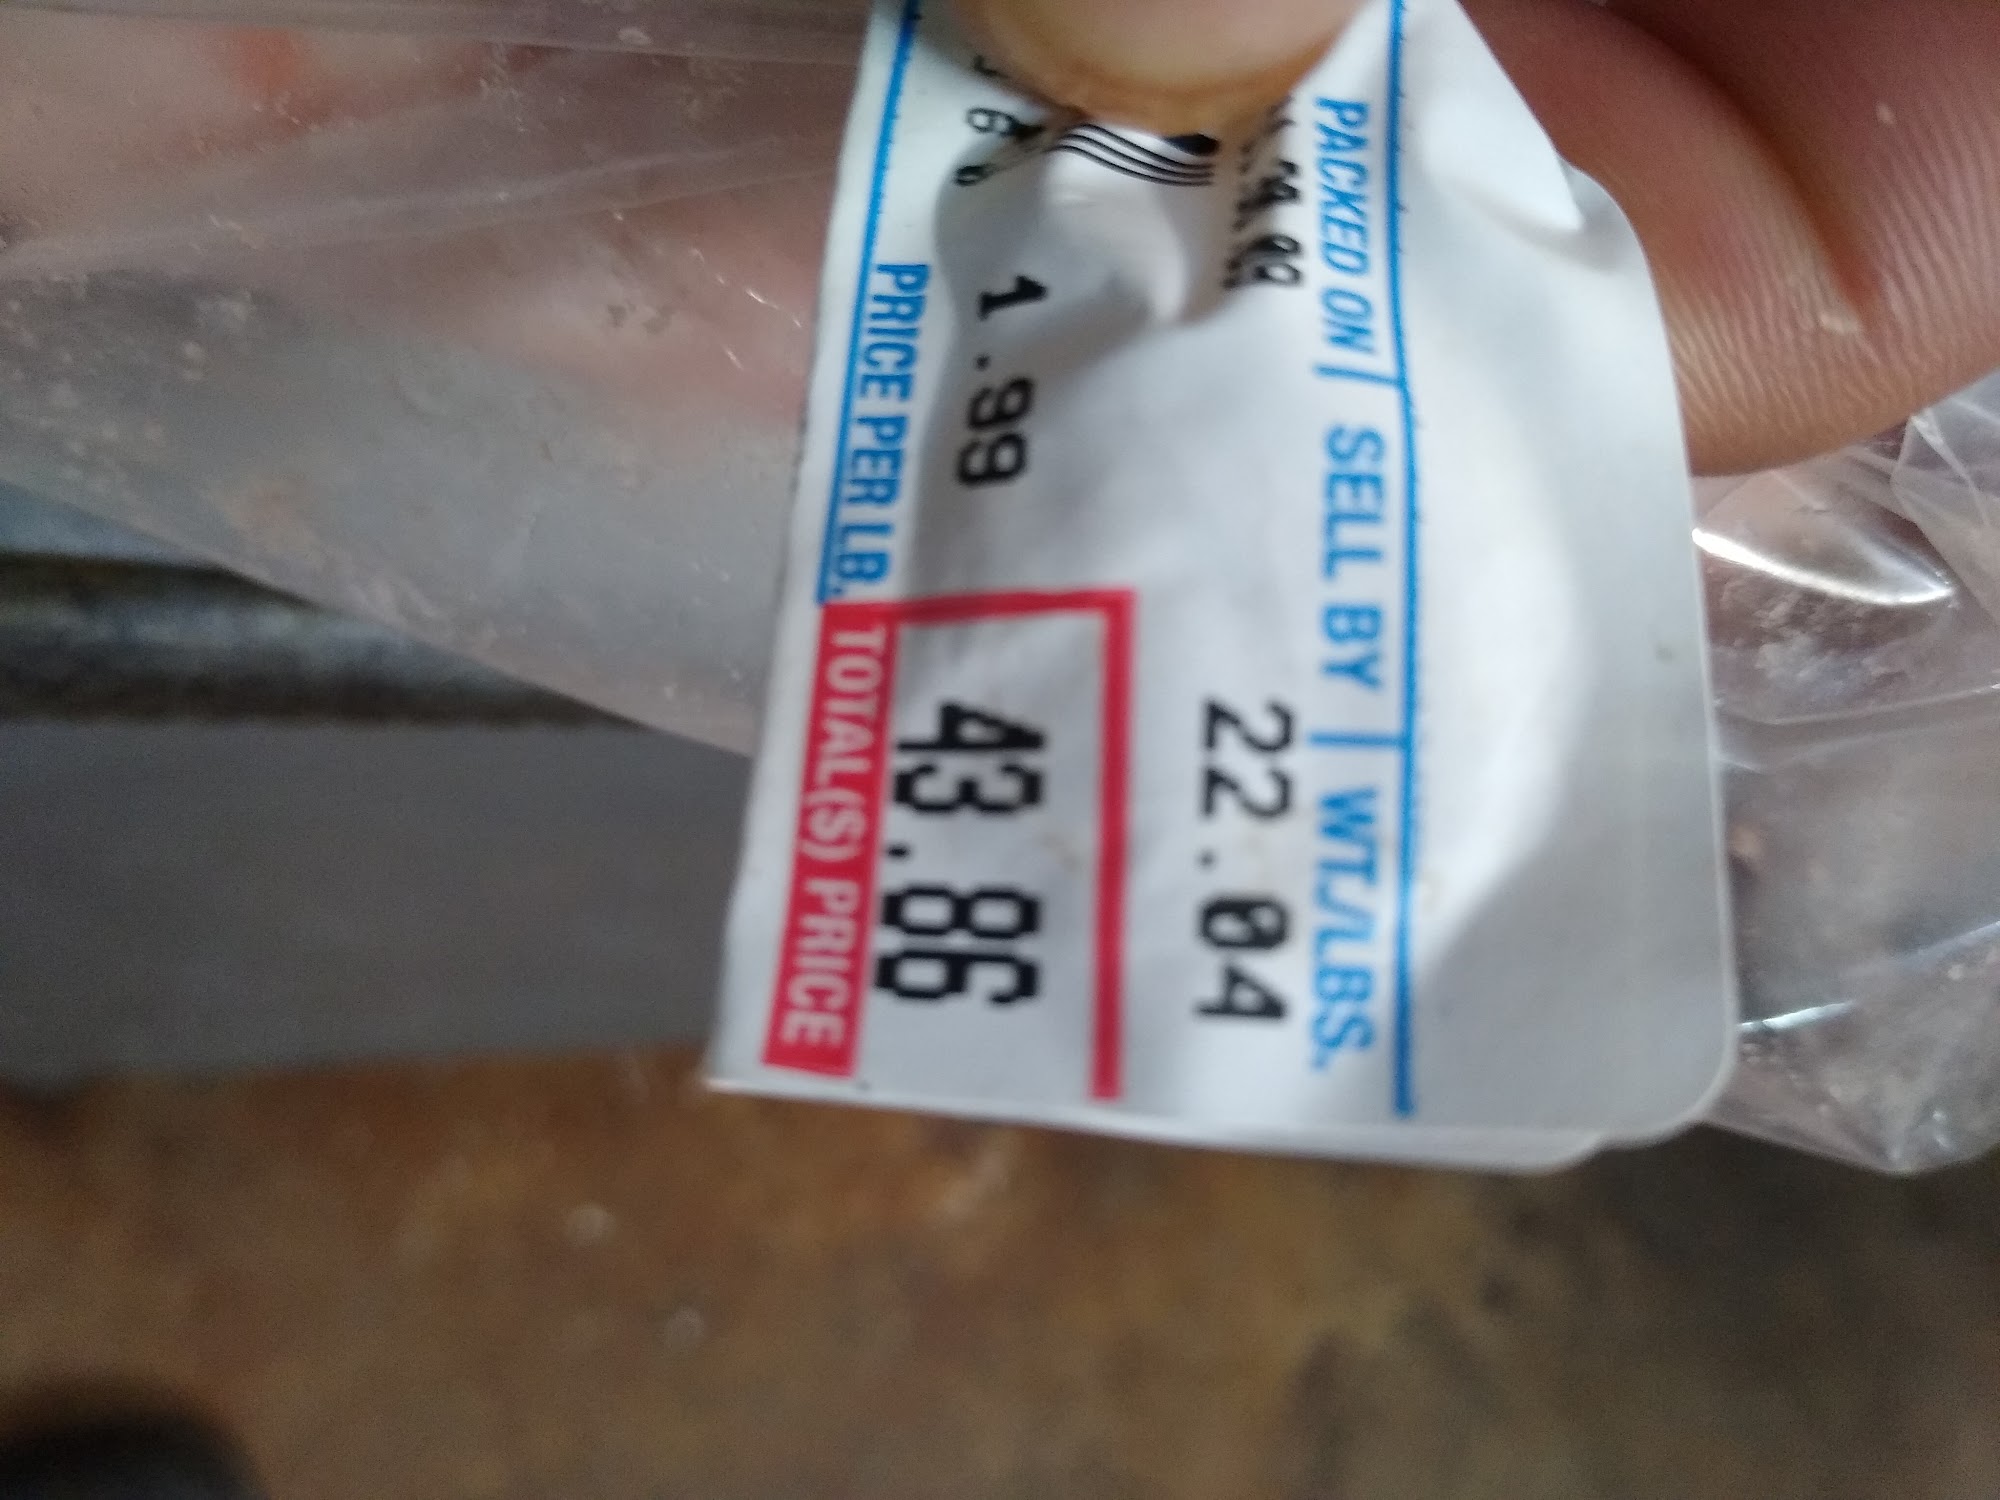 PACKED ON | SELL BY | WT./LBS.
22.04
1.99
43.86
PRICE PER LB.
TOTAL(S) PRICE